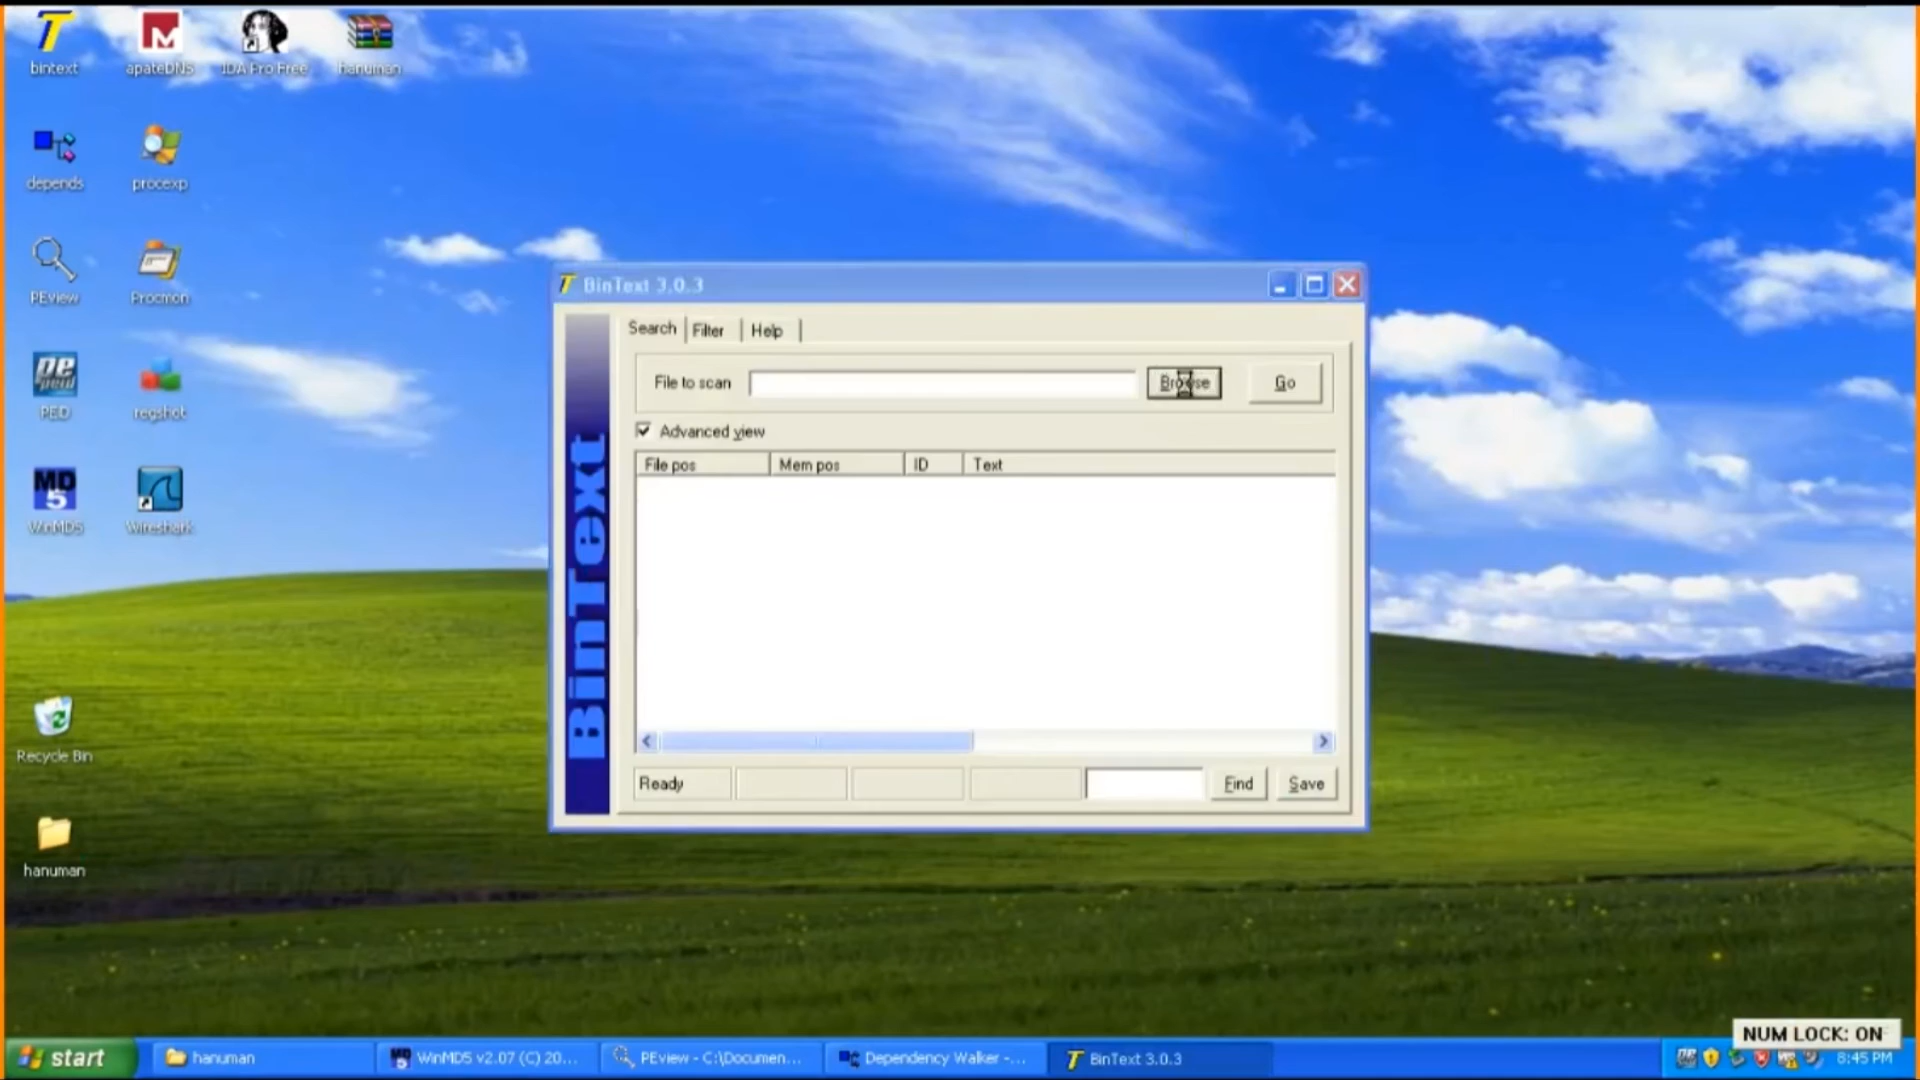 bintext
apateDNS
IDA Pro Free
hanuman
depends
procexp
PEview
Procmon
PEiD
regshot
MD
5
WinMD5
Wireshark
Recycle Bin
hanuman
BinText 3.0.3
Search
Filter
Help
File to scan
Browse
Go
Advanced view
File pos
Mem pos
ID
Text
BinText
Ready
Find
Save
NUM LOCK: ON
start
hanuman
WinMD5 v2.07 (C) 20...
PEview - C:\Documen...
Dependency Walker -...
BinText 3.0.3
8:45 PM